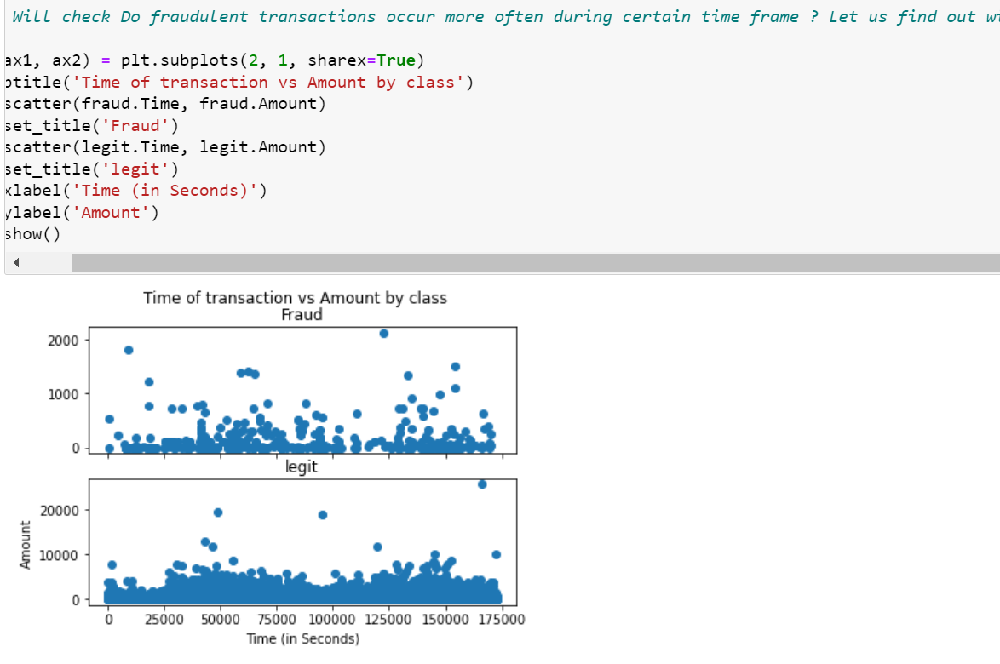 Will check Do fraudulent transactions occur more often during certain time frame ? Let us find out
ax1, ax2) = plt.subplots(2, 1, sharex=True)
ptitle('Time of transaction vs Amount by class')
scatter(fraud.Time, fraud.Amount)
set_title('Fraud')
scatter(legit.Time, legit.Amount)
set_title('legit')
xlabel('Time (in Seconds)')
ylabel('Amount')
show()
Time of transaction vs Amount by class
Fraud
2000
1000
0
legit
20000
10000
0
Amount
0 25000 50000 75000 100000 125000 150000 175000
Time (in Seconds)